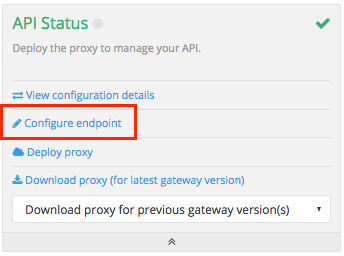 API Status
Deploy the proxy to manage your API.
View configuration details
Configure endpoint
Deploy proxy
Download proxy (for latest gateway version)
Download proxy for previous gateway version(s)